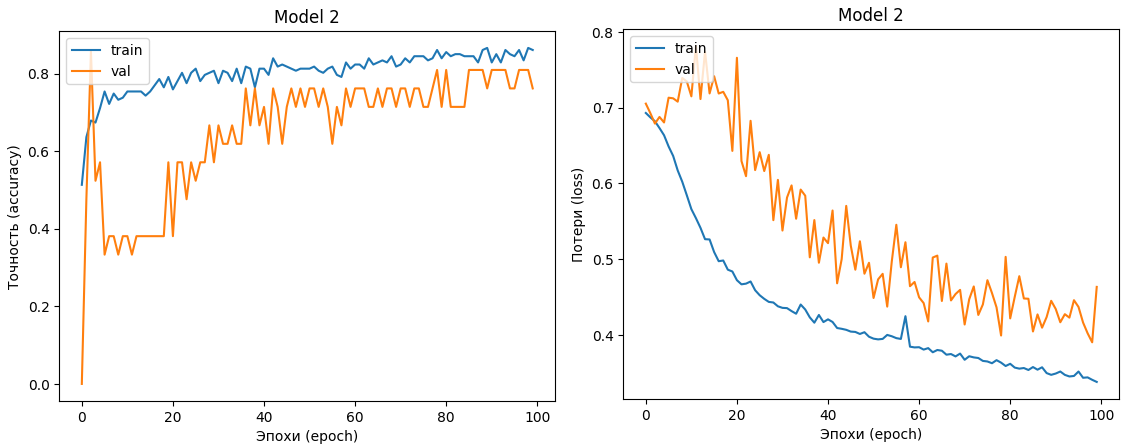 Model 2
train
val
0.8
0.6
0.4
0.2
0.0
Точность (accuracy)
0 20 40 60 80 100
Эпохи (epoch)
Model 2
train
val
0.8
0.7
0.6
0.5
0.4
Потери (loss)
0 20 40 60 80 100
Эпохи (epoch)